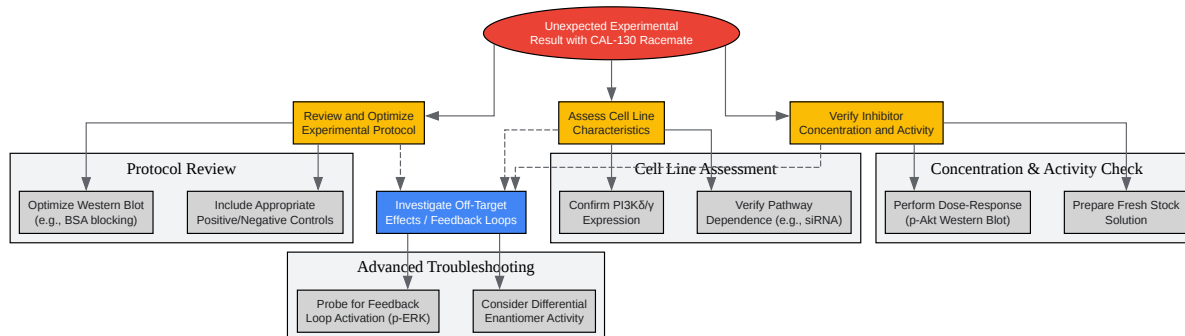 Unexpected Experimental
Result with CAL-130 Racemate
Review and Optimize
Experimental Protocol
Assess Cell Line
Characteristics
Verify Inhibitor
Concentration and Activity
Protocol Review
Optimize Western Blot
(e.g., BSA blocking)
Include Appropriate
Positive/Negative Controls
Investigate Off-Target
Effects / Feedback Loops
Cell Line Assessment
Confirm PI3Kδ/γ
Expression
Verify Pathway
Dependence (e.g., siRNA)
Concentration & Activity Check
Perform Dose-Response
(p-Akt Western Blot)
Prepare Fresh Stock
Solution
Advanced Troubleshooting
Probe for Feedback
Loop Activation (p-ERK)
Consider Differential
Enantiomer Activity